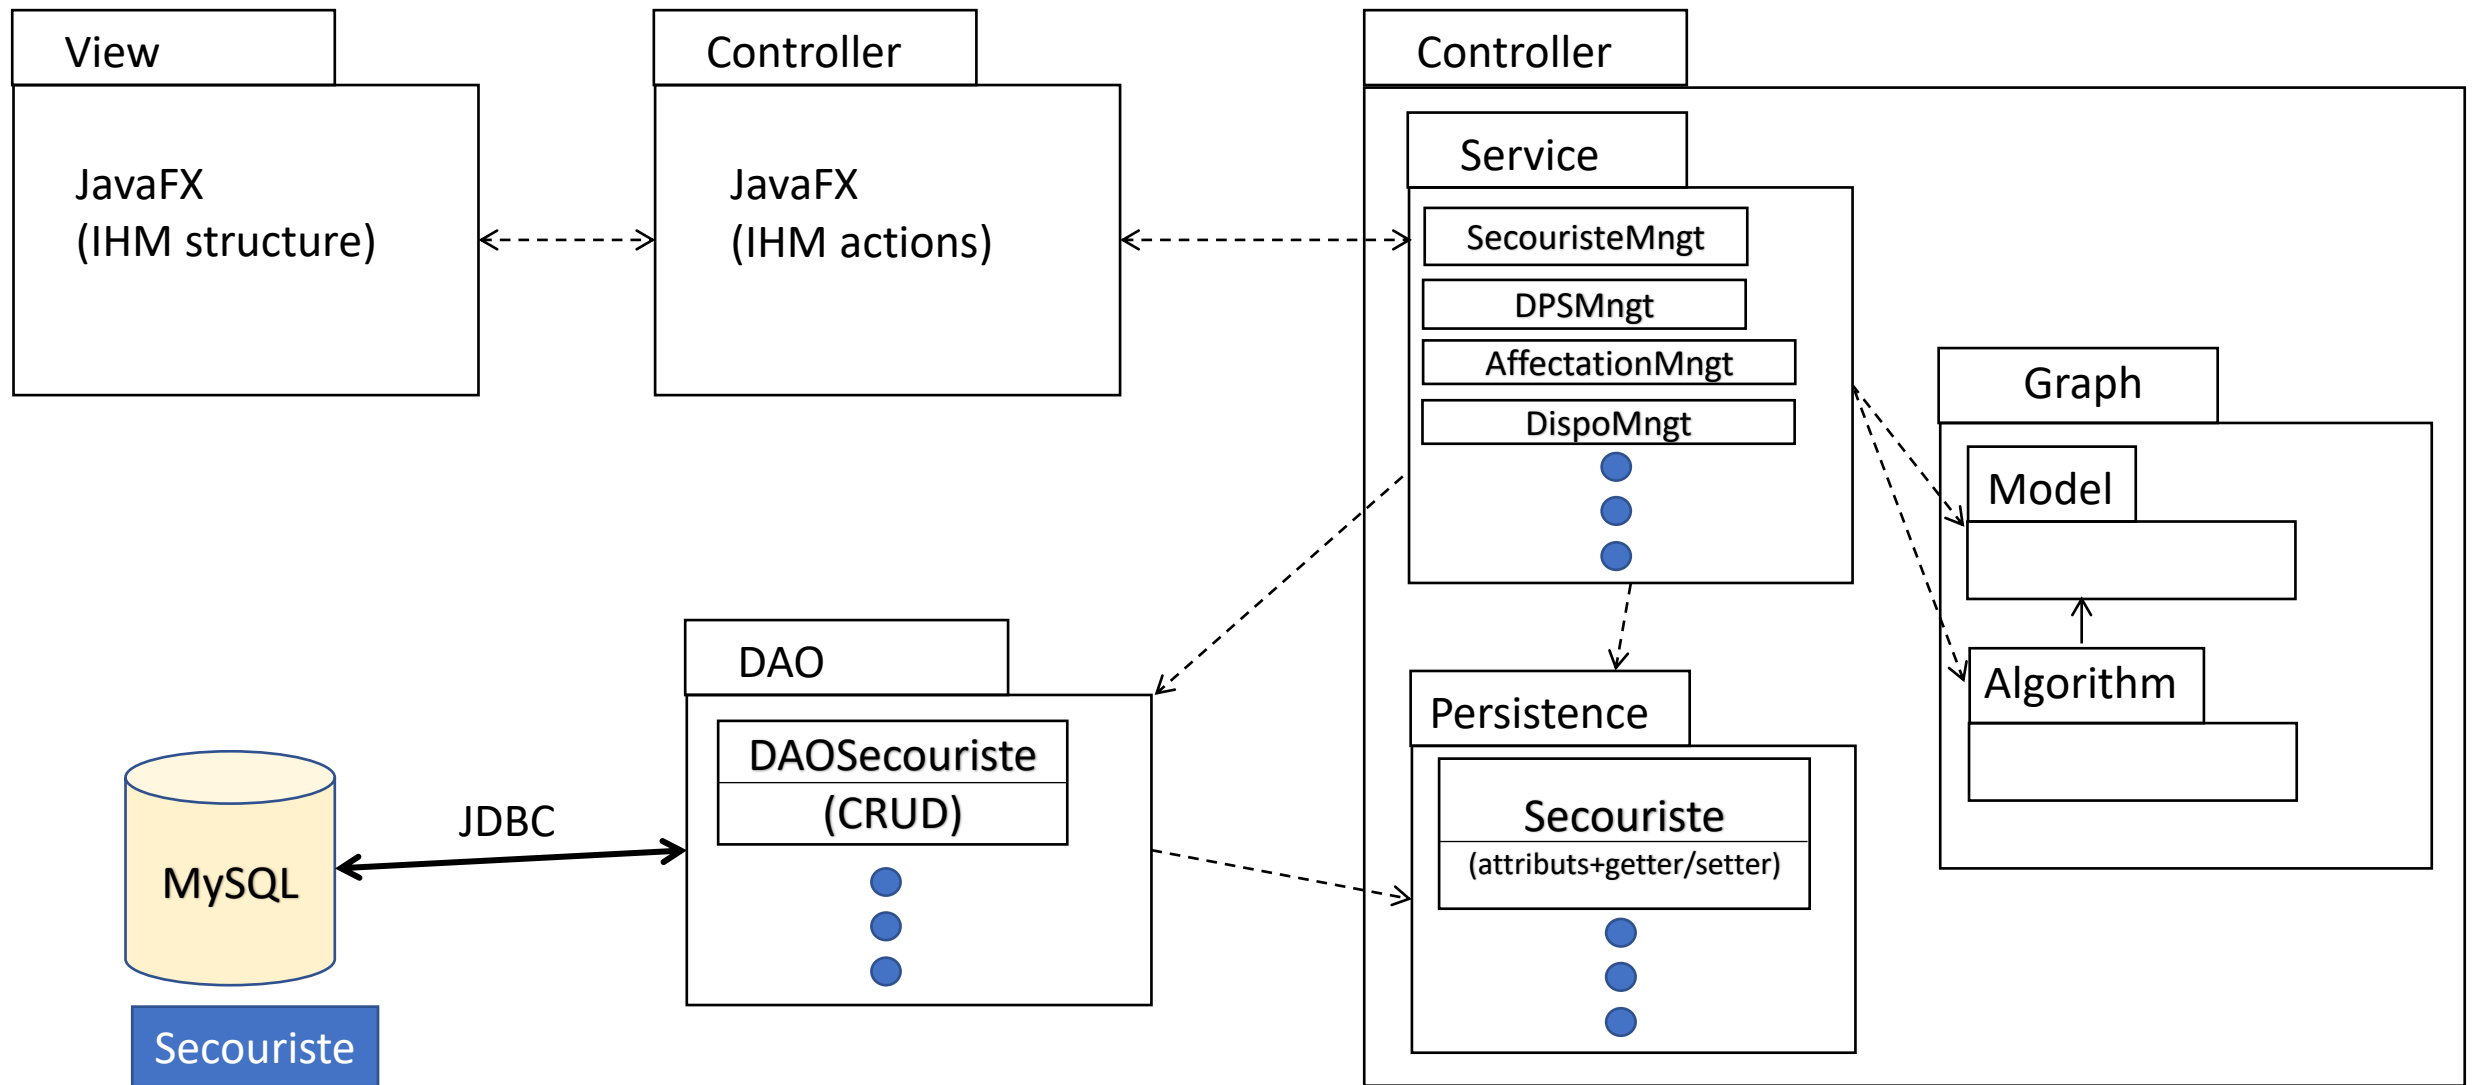 View
JavaFX
(IHM structure)
Controller
JavaFX
(IHM actions)
Controller
Service
SecouristeMngt
DPSMngt
AffectationMngt
DispoMngt
Graph
Model
Algorithm
DAO
DAOSecouriste
(CRUD)
Persistence
Secouriste
(attributs+getter/setter)
JDBC
MySQL
Secouriste